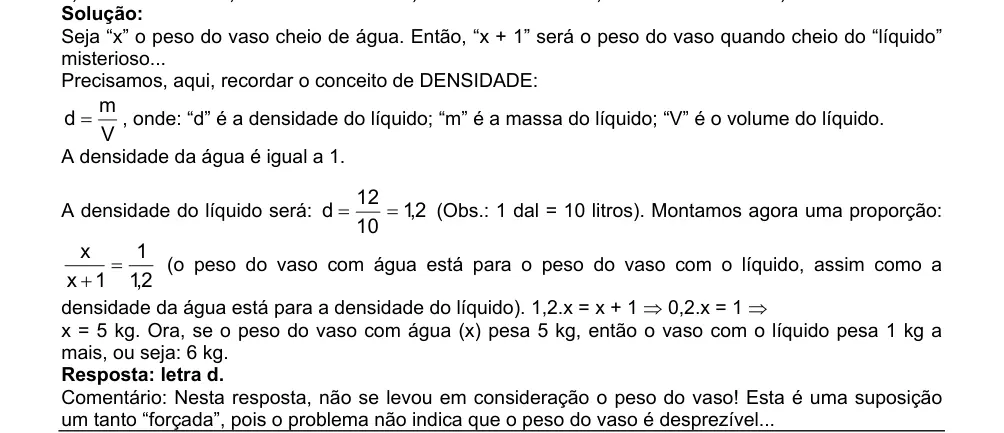 Solução:
Seja “x” o peso do vaso cheio de água. Então, “x + 1” será o peso do vaso quando cheio do “líquido”
misterioso...
Precisamos, aqui, recordar o conceito de DENSIDADE:
d = m/V , onde: “d” é a densidade do líquido; “m” é a massa do líquido; “V” é o volume do líquido.
A densidade da água é igual a 1.
A densidade do líquido será: d = 12/10 = 1,2 (Obs.: 1 dal = 10 litros). Montamos agora uma proporção:
x/(x + 1) = 1/1,2 (o peso do vaso com água está para o peso do vaso com o líquido, assim como a
densidade da água está para a densidade do líquido). 1,2.x = x + 1 ⇒ 0,2.x = 1 ⇒
x = 5 kg. Ora, se o peso do vaso com água (x) pesa 5 kg, então o vaso com o líquido pesa 1 kg a
mais, ou seja: 6 kg.
Resposta: letra d.
Comentário: Nesta resposta, não se levou em consideração o peso do vaso! Esta é uma suposição
um tanto “forçada”, pois o problema não indica que o peso do vaso é desprezível...